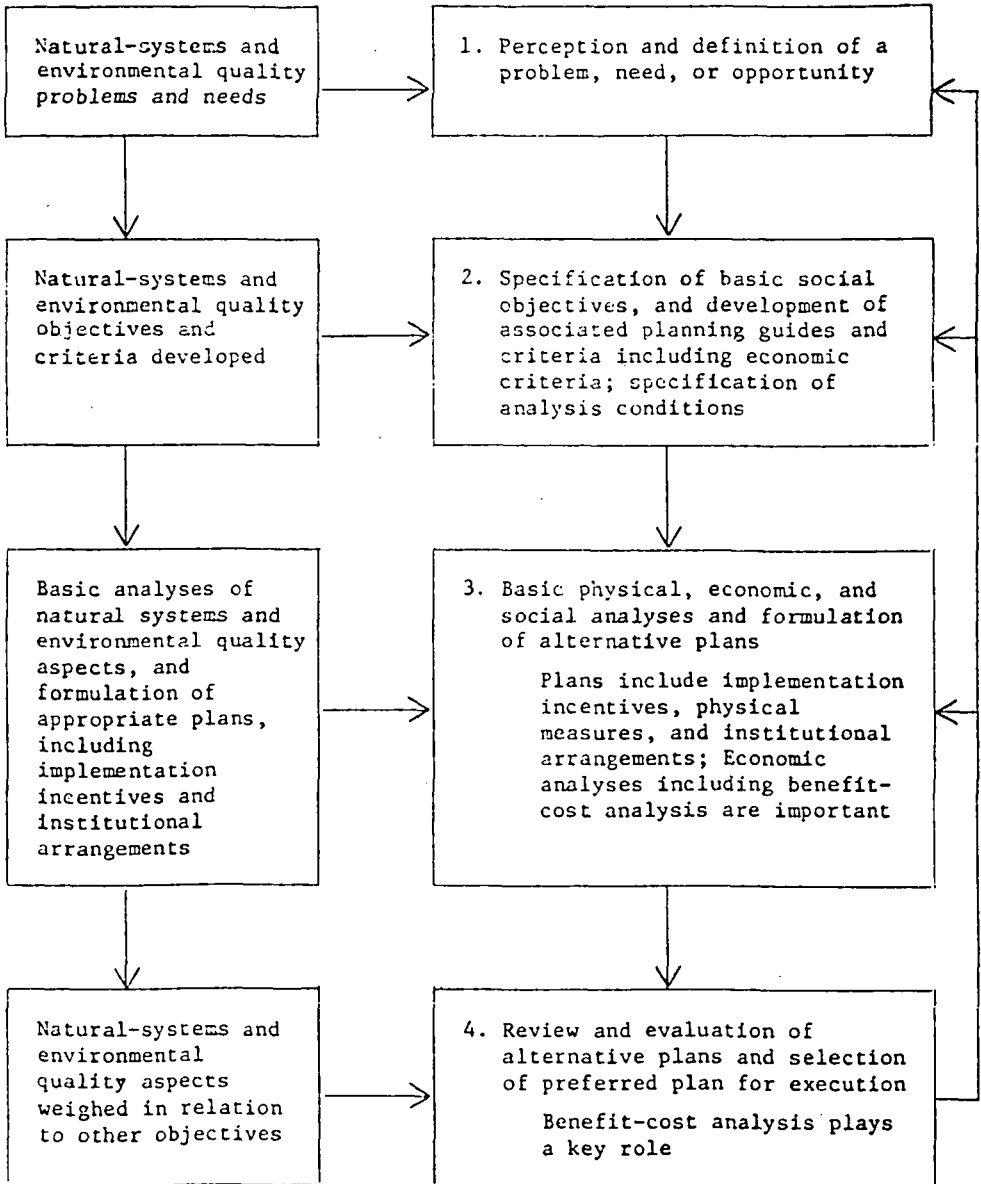 Natural-systems and
environmental quality
problems and needs
1. Perception and definition of a
problem, need, or opportunity
Natural-systems and
environmental quality
objectives and
criteria developed
2. Specification of basic social
objectives, and development of
associated planning guides and
criteria including economic
criteria; specification of
analysis conditions
Basic analyses of
natural systems and
environmental quality
aspects, and
formulation of
appropriate plans,
including
implementation
incentives and
institutional
arrangements
3. Basic physical, economic, and
social analyses and formulation
of alternative plans
Plans include implementation
incentives, physical
measures, and institutional
arrangements; Economic
analyses including benefit-
cost analysis are important
Natural-systems and
environmental
quality aspects
weighed in relation
to other objectives
4. Review and evaluation of
alternative plans and selection
of preferred plan for execution
Benefit-cost analysis plays
a key role